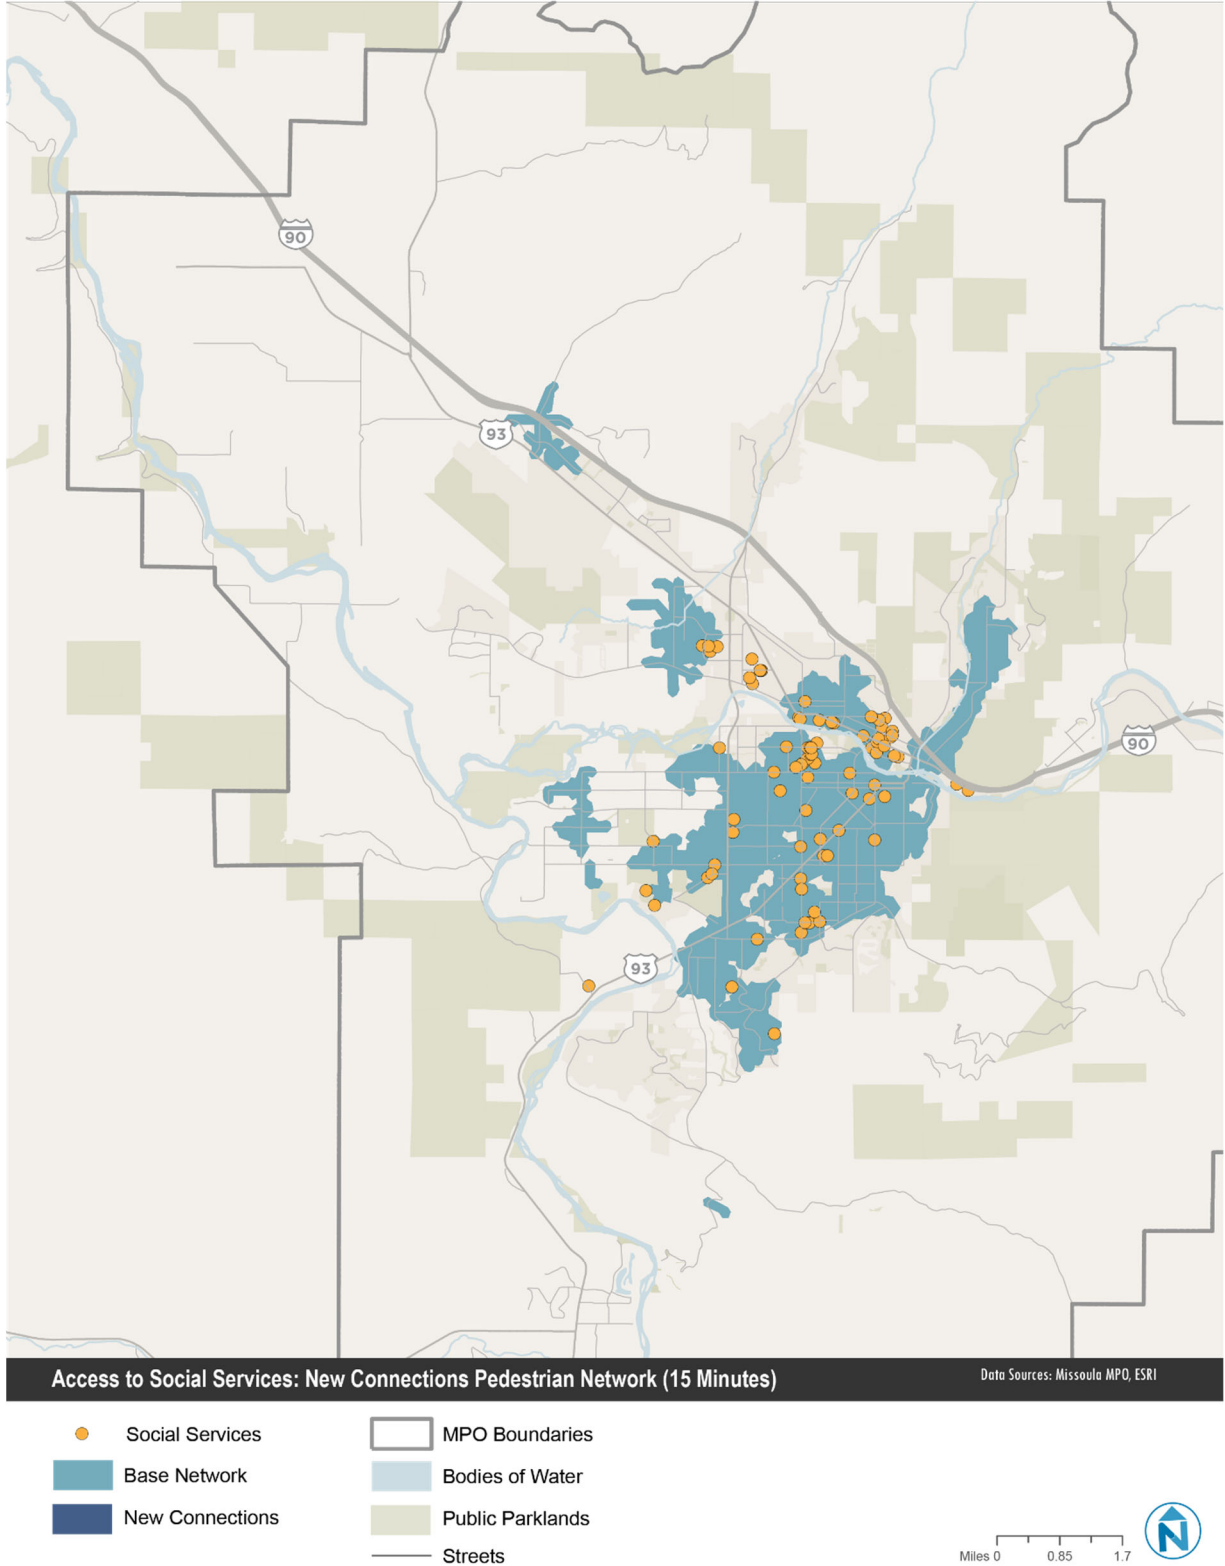 90
93
90
93
Access to Social Services: New Connections Pedestrian Network (15 Minutes)
Data Sources: Missoula MPO, ESRI
Social Services
MPO Boundaries
Base Network
Bodies of Water
New Connections
Public Parklands
Streets
N
Miles 0 0.85 1.7